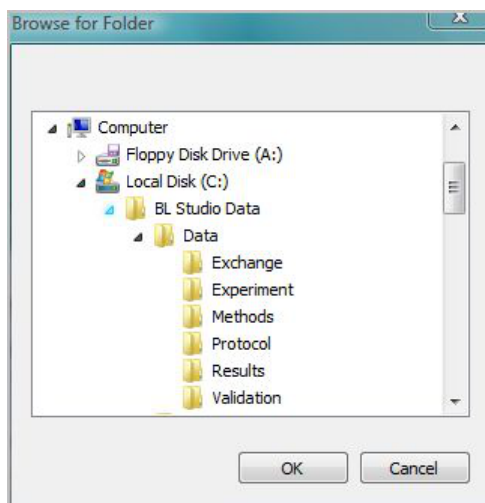 Browse for Folder
Computer
Floppy Disk Drive (A:)
Local Disk (C:)
BL Studio Data
Data
Exchange
Experiment
Methods
Protocol
Results
Validation
OK Cancel